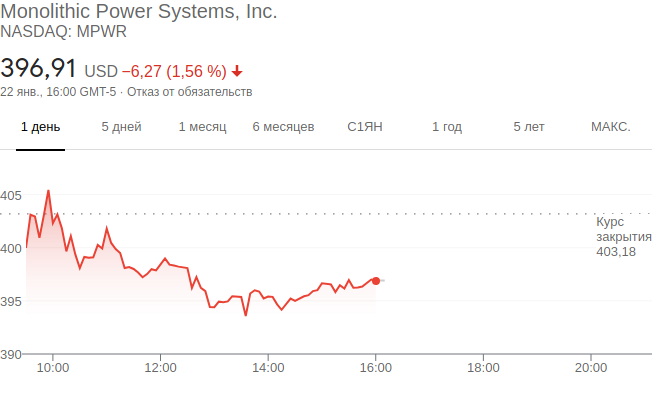 Monolithic Power Systems, Inc.
NASDAQ: MPWR
396,91 USD −6,27 (1,56 %)
22 янв., 16:00 GMT-5 · Отказ от обязательств
1 день 5 дней 1 месяц 6 месяцев С1ЯН 1 год 5 лет МАКС.
405
Курс
закрытия
403,18
400
395
390
10:00 12:00 14:00 16:00 18:00 20:00